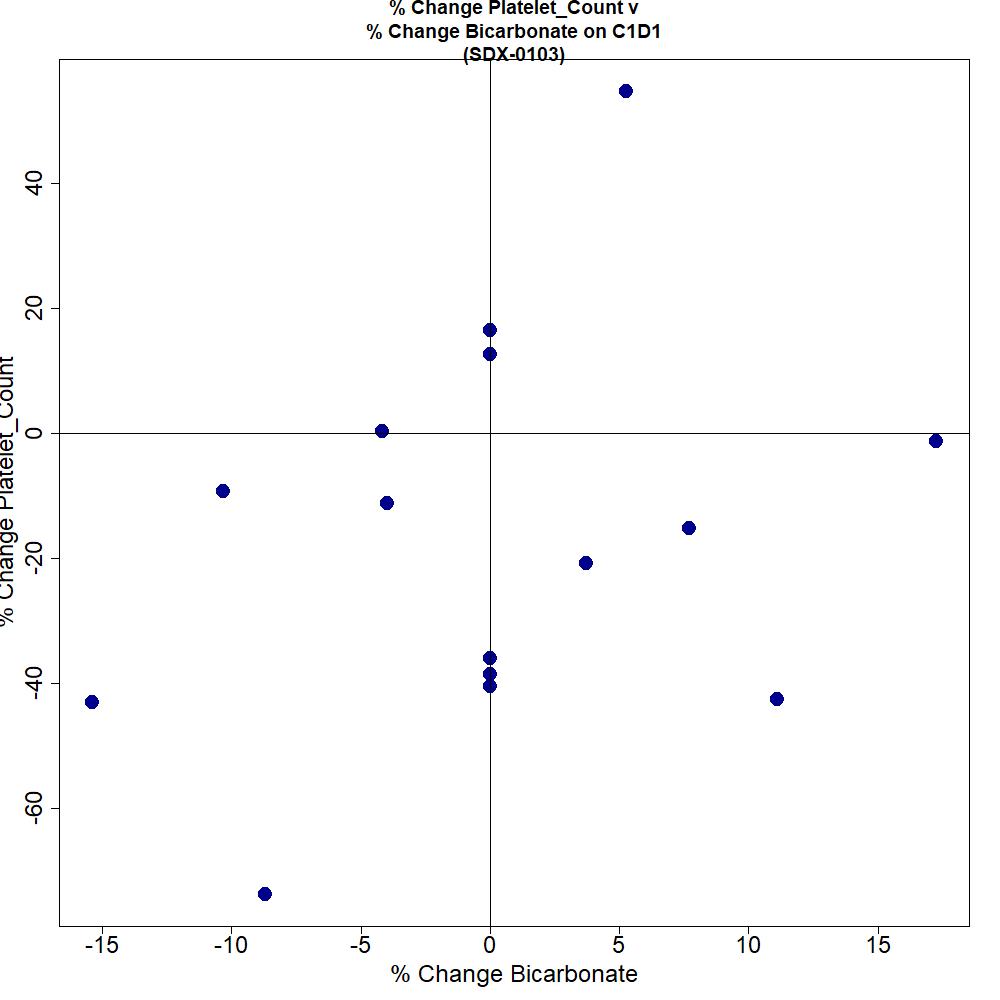 % Change Platelet_Count v
% Change Bicarbonate on C1D1
(SDX-0103)
% Change Platelet_Count
40
20
0
-20
-40
-60
-15
-10
-5
0
5
10
15
% Change Bicarbonate